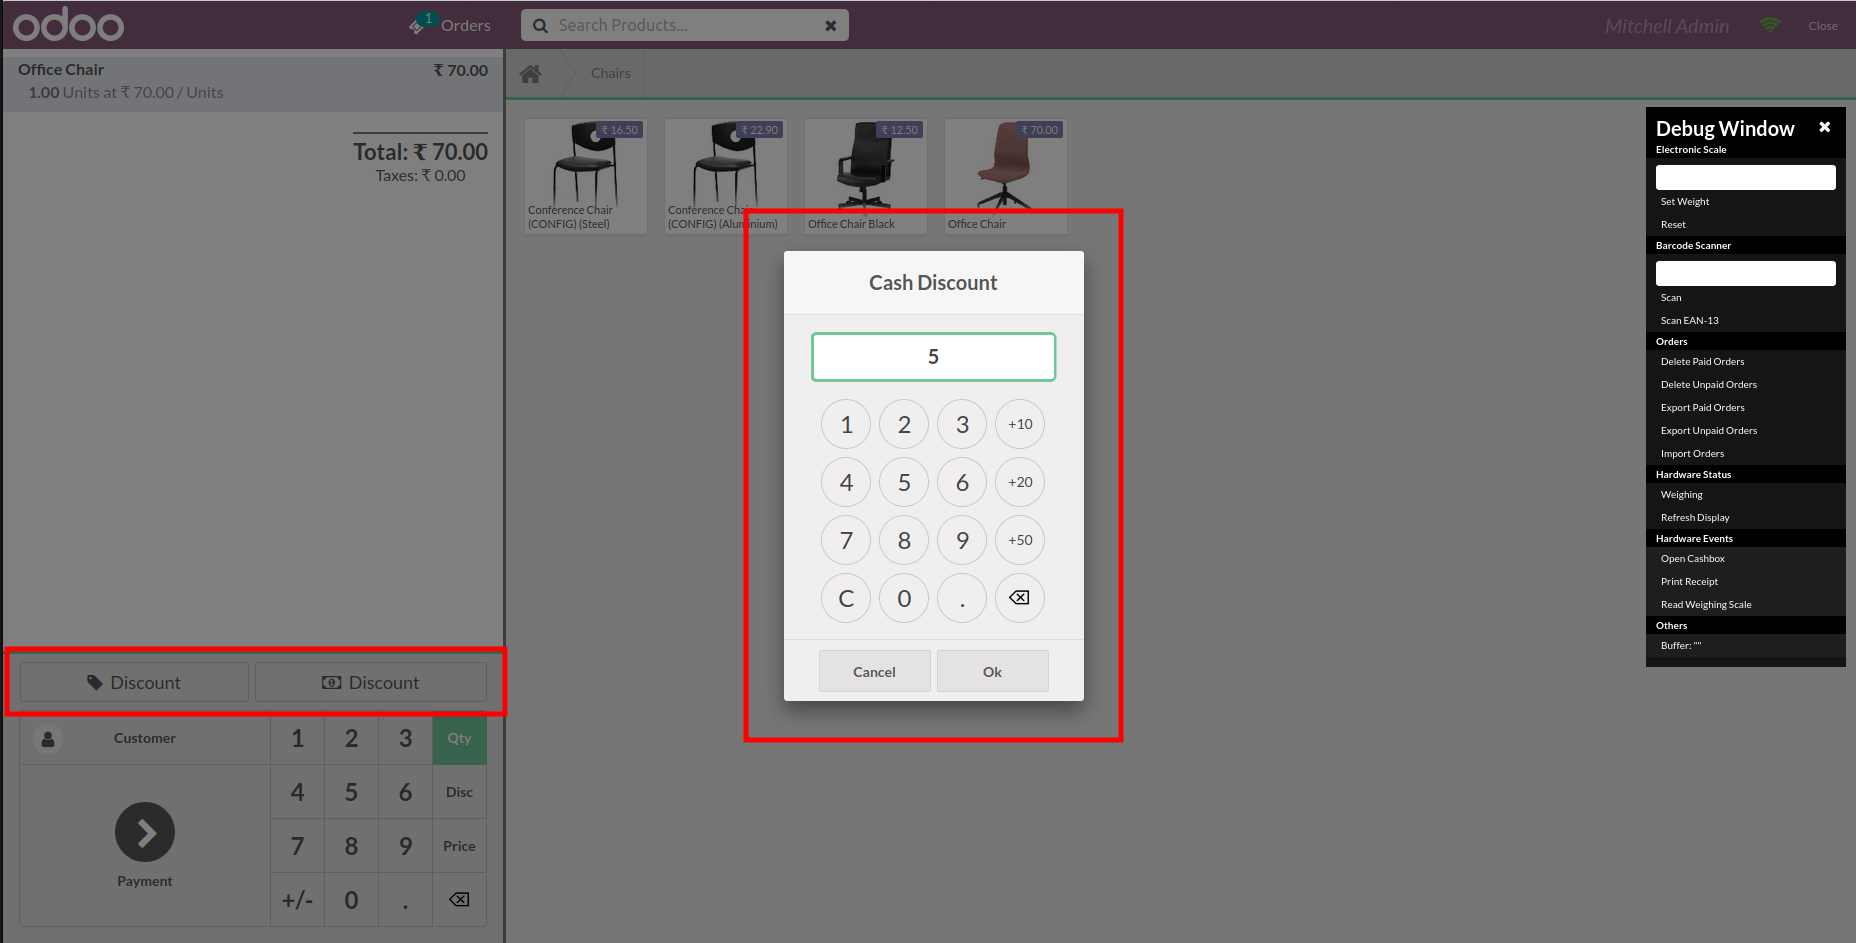 odoo
1
Orders
Search Products...
Mitchell Admin
Close
Office Chair ₹ 70.00
1.00 Units at ₹ 70.00 / Units
Total: ₹ 70.00
Taxes: ₹ 0.00
Chairs
₹ 16.50
Conference Chair
(CONFIG) (Steel)
₹ 22.90
Conference Chair
(CONFIG) (Aluminium)
₹ 12.50
Office Chair Black
₹ 70.00
Office Chair
Cash Discount
5
1 2 3 +10
4 5 6 +20
7 8 9 +50
C 0 .
Cancel Ok
Debug Window
Electronic Scale
Set Weight
Reset
Barcode Scanner
Scan
Scan EAN-13
Orders
Delete Paid Orders
Delete Unpaid Orders
Export Paid Orders
Export Unpaid Orders
Import Orders
Hardware Status
Weighing
Refresh Display
Hardware Events
Open Cashbox
Print Receipt
Read Weighing Scale
Others
Buffer: ""
Discount Discount
Customer 1 2 3 Qty
4 5 6 Disc
7 8 9 Price
Payment
+/- 0 .